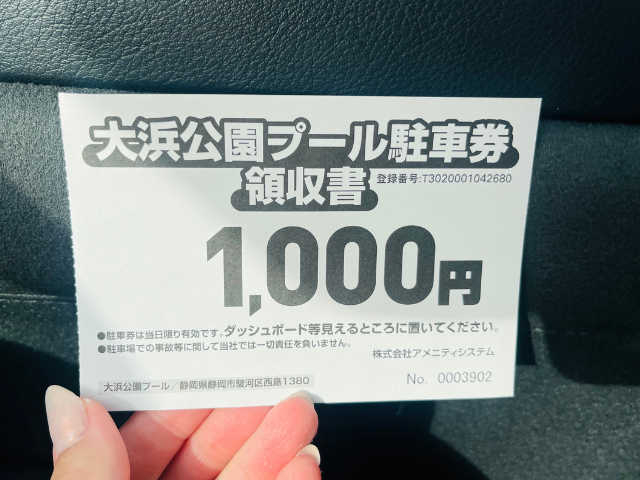 大浜公園プール駐車券
領収書 登録番号:T3020001042680
1,000円
●駐車券は当日限り有効です。ダッシュボード等見えるところに置いてください。
●駐車場での事故等に関して当社では一切責任を負いません。
株式会社アメニティシステム
大浜公園プール/静岡県静岡市駿河区西島1380
No. 0003902